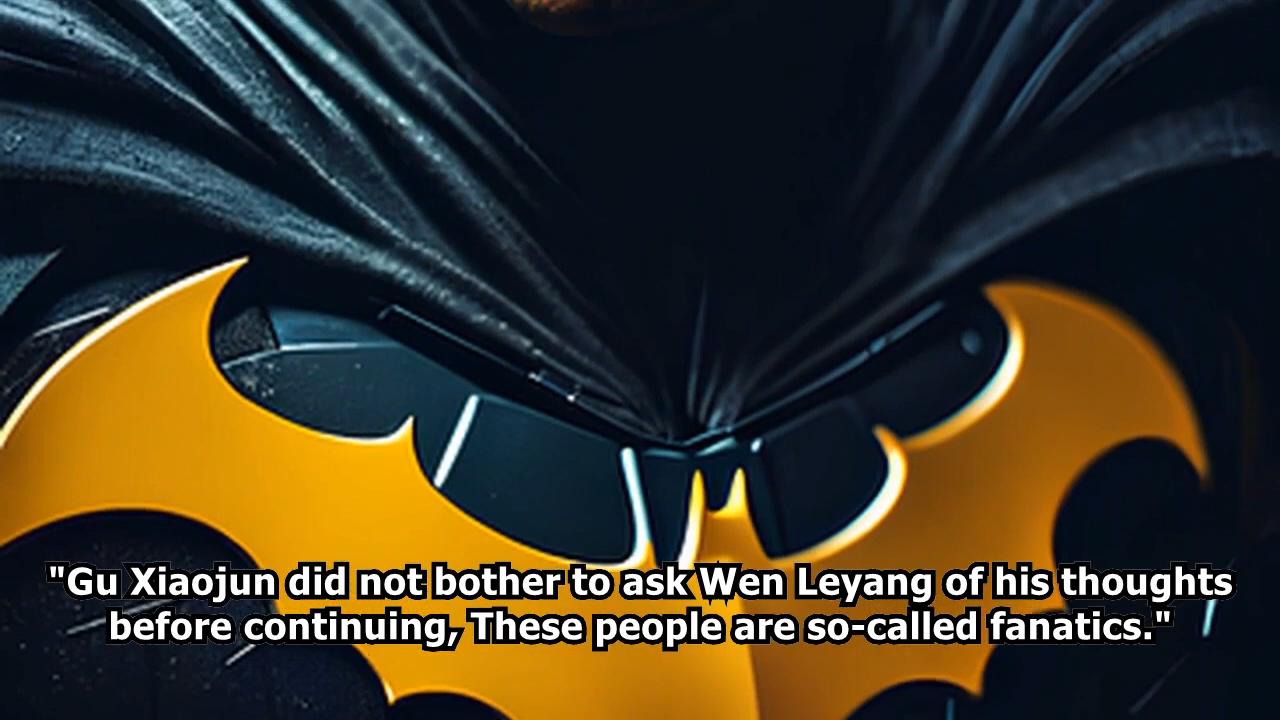 "Gu Xiaojun did not bother to ask Wen Leyang of his thoughts
before continuing, These people are so-called fanatics."